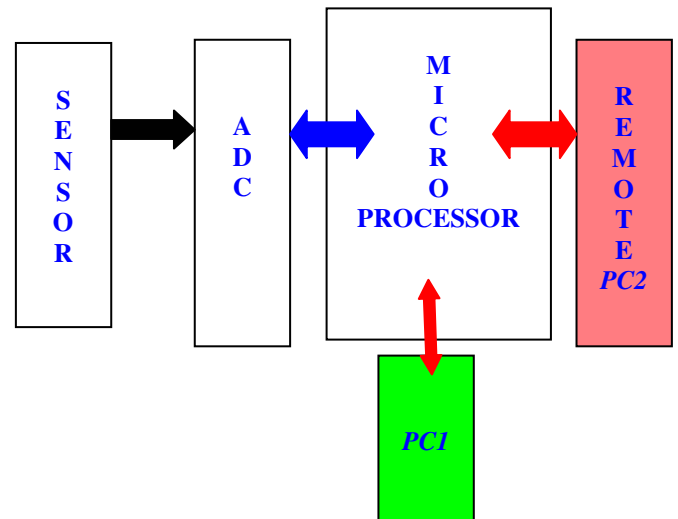 SENSOR
ADC
MICRO
PROCESSOR
REMOTE
PC2
PC1